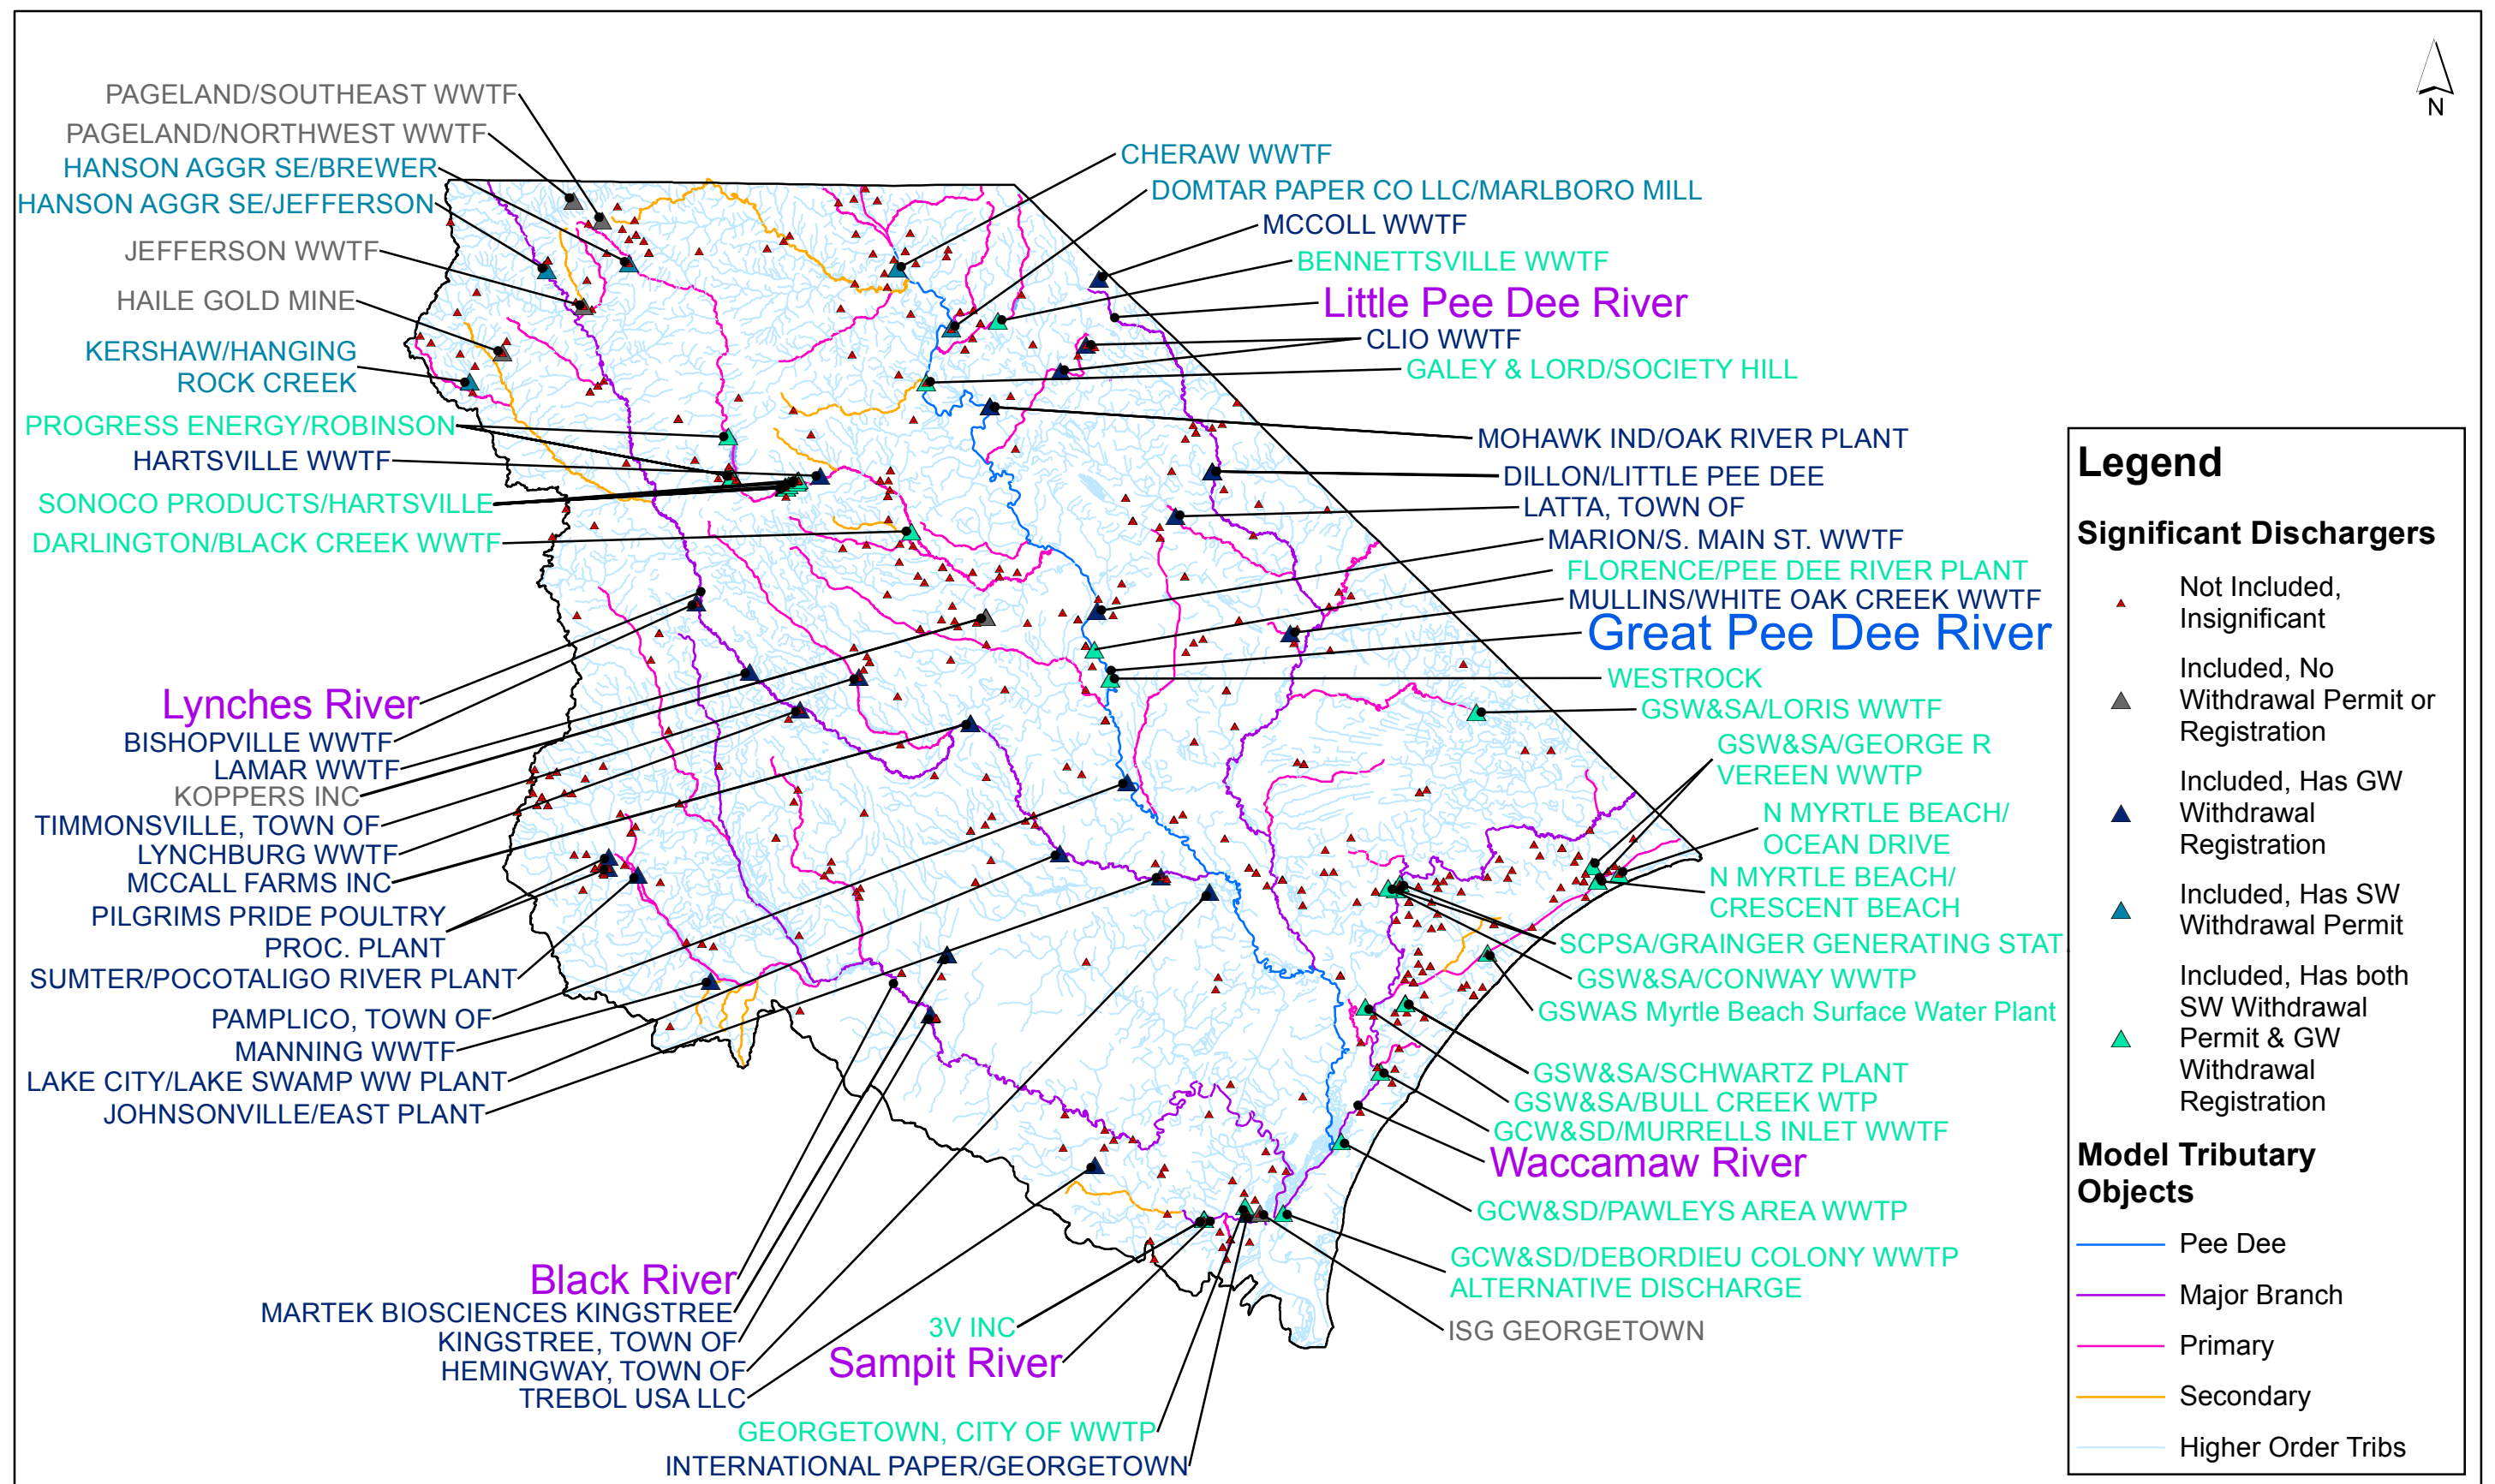 N
PAGELAND/SOUTHEAST WWTF
PAGELAND/NORTHWEST WWTF
HANSON AGGR SE/BREWER
HANSON AGGR SE/JEFFERSON
JEFFERSON WWTF
HAILE GOLD MINE
KERSHAW/HANGING
ROCK CREEK
PROGRESS ENERGY/ROBINSON
HARTSVILLE WWTF
SONOCO PRODUCTS/HARTSVILLE
DARLINGTON/BLACK CREEK WWTF
Lynches River
BISHOPVILLE WWTF
LAMAR WWTF
KOPPERS INC
TIMMONSVILLE, TOWN OF
LYNCHBURG WWTF
MCCALL FARMS INC
PILGRIMS PRIDE POULTRY
PROC. PLANT
SUMTER/POCOTALIGO RIVER PLANT
PAMPLICO, TOWN OF
MANNING WWTF
LAKE CITY/LAKE SWAMP WW PLANT
JOHNSONVILLE/EAST PLANT
Black River
MARTEK BIOSCIENCES KINGSTREE
KINGSTREE, TOWN OF
HEMINGWAY, TOWN OF
TREBOL USA LLC
3V INC
Sampit River
GEORGETOWN, CITY OF WWTP
INTERNATIONAL PAPER/GEORGETOWN
CHERAW WWTF
DOMTAR PAPER CO LLC/MARLBORO MILL
MCCOLL WWTF
BENNETTSVILLE WWTF
Little Pee Dee River
CLIO WWTF
GALEY & LORD/SOCIETY HILL
MOHAWK IND/OAK RIVER PLANT
DILLON/LITTLE PEE DEE
LATTA, TOWN OF
MARION/S. MAIN ST. WWTF
FLORENCE/PEE DEE RIVER PLANT
MULLINS/WHITE OAK CREEK WWTF
Great Pee Dee River
WESTROCK
GSW&SA/LORIS WWTF
GSW&SA/GEORGE R
VEREEN WWTP
N MYRTLE BEACH/
OCEAN DRIVE
N MYRTLE BEACH/
CRESCENT BEACH
SCPSA/GRAINGER GENERATING STAT
GSW&SA/CONWAY WWTP
GSWAS Myrtle Beach Surface Water Plant
GSW&SA/SCHWARTZ PLANT
GSW&SA/BULL CREEK WTP
GCW&SD/MURRELLS INLET WWTF
Waccamaw River
GCW&SD/PAWLEYS AREA WWTP
GCW&SD/DEBORDIEU COLONY WWTP
ALTERNATIVE DISCHARGE
ISG GEORGETOWN
Legend
Significant Dischargers
Not Included,
Insignificant
Included, No
Withdrawal Permit or
Registration
Included, Has GW
Withdrawal
Registration
Included, Has SW
Withdrawal Permit
Included, Has both
SW Withdrawal
Permit & GW
Withdrawal
Registration
Model Tributary
Objects
Pee Dee
Major Branch
Primary
Secondary
Higher Order Tribs